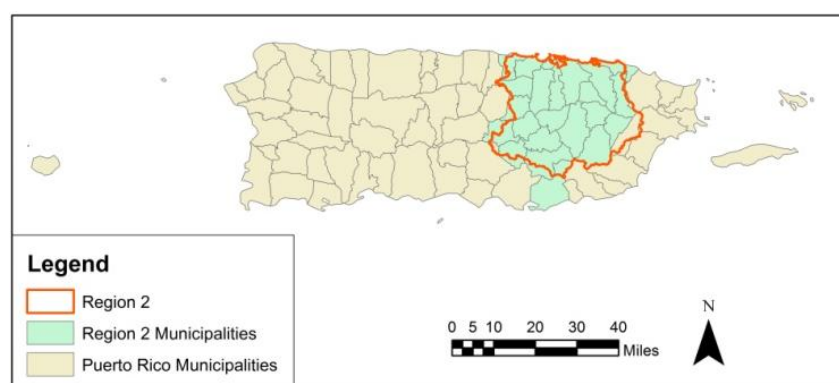 Legend
Region 2
Region 2 Municipalities
Puerto Rico Municipalities
0 5 10 20 30 40
Miles
N